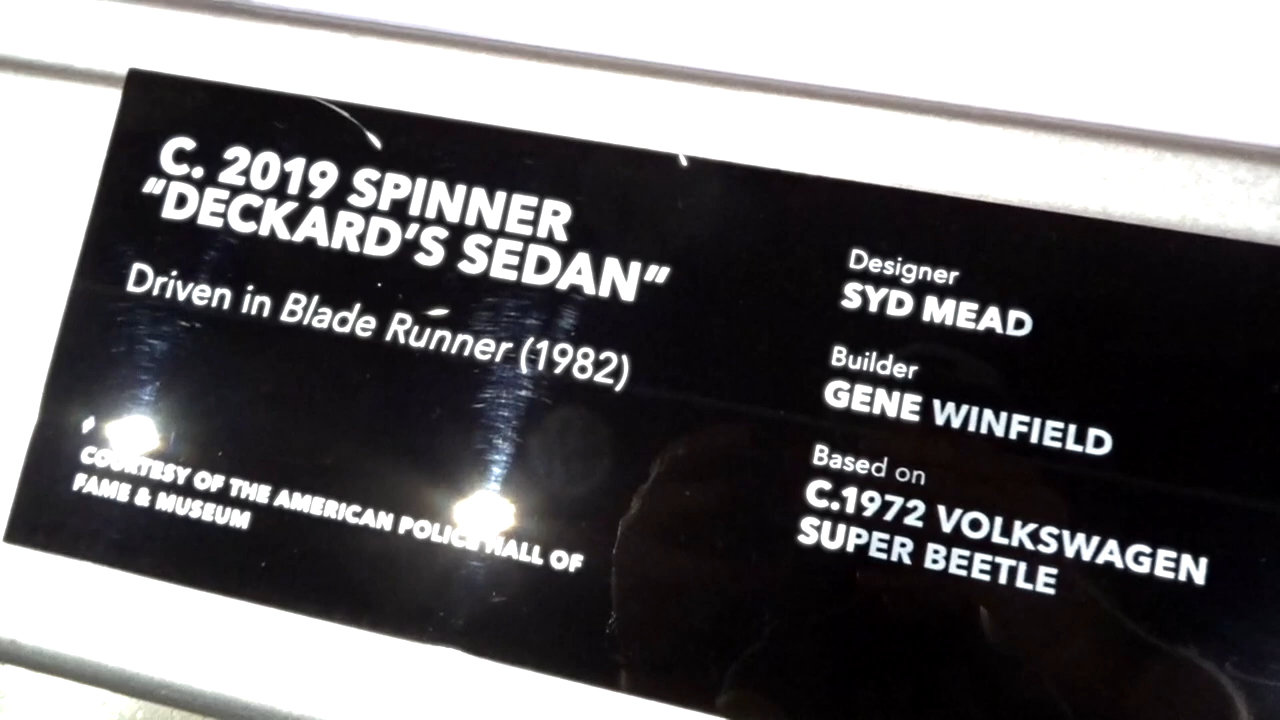 C. 2019 SPINNER
“DECKARD’S SEDAN”
Driven in Blade Runner (1982)
COURTESY OF THE AMERICAN POLICE HALL OF
FAME & MUSEUM
Designer
SYD MEAD
Builder
GENE WINFIELD
Based on
C.1972 VOLKSWAGEN
SUPER BEETLE